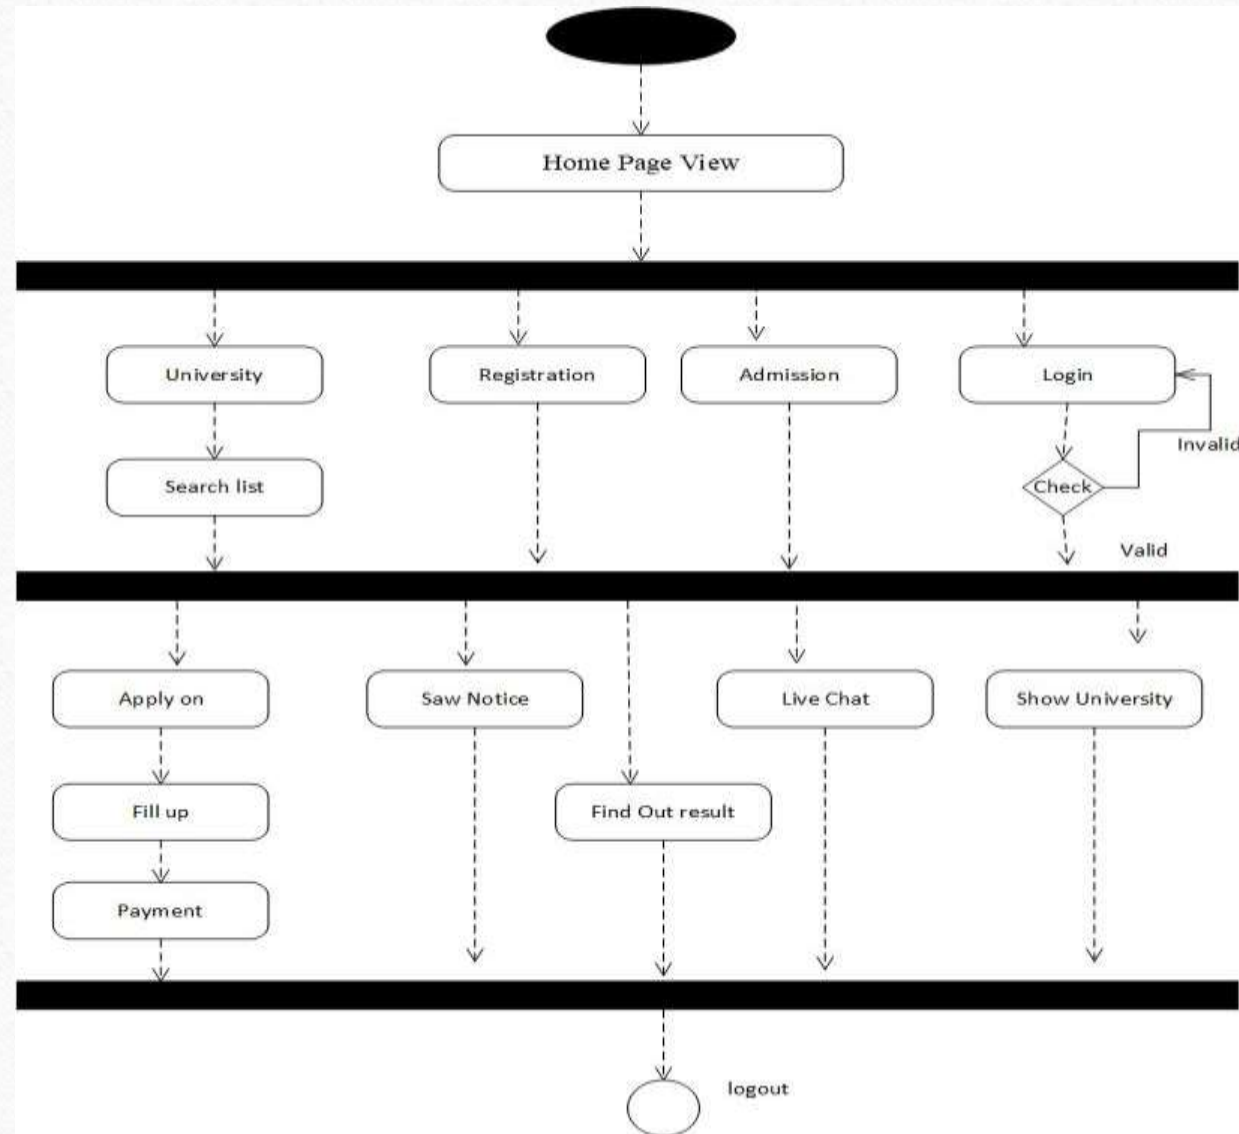 Home Page View
University
Registration
Admission
Login
Invalid
Search list
Check
Valid
Apply on
Saw Notice
Live Chat
Show University
Fill up
Find Out result
Payment
logout